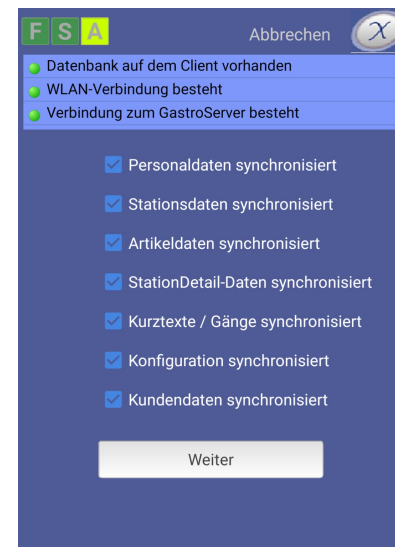 F S A Abbrechen X
Datenbank auf dem Client vorhanden
WLAN-Verbindung besteht
Verbindung zum GastroServer besteht
Personaldaten synchronisiert
Stationsdaten synchronisiert
Artikeldaten synchronisiert
StationDetail-Daten synchronisiert
Kurztexte / Gänge synchronisiert
Konfiguration synchronisiert
Kundendaten synchronisiert
Weiter